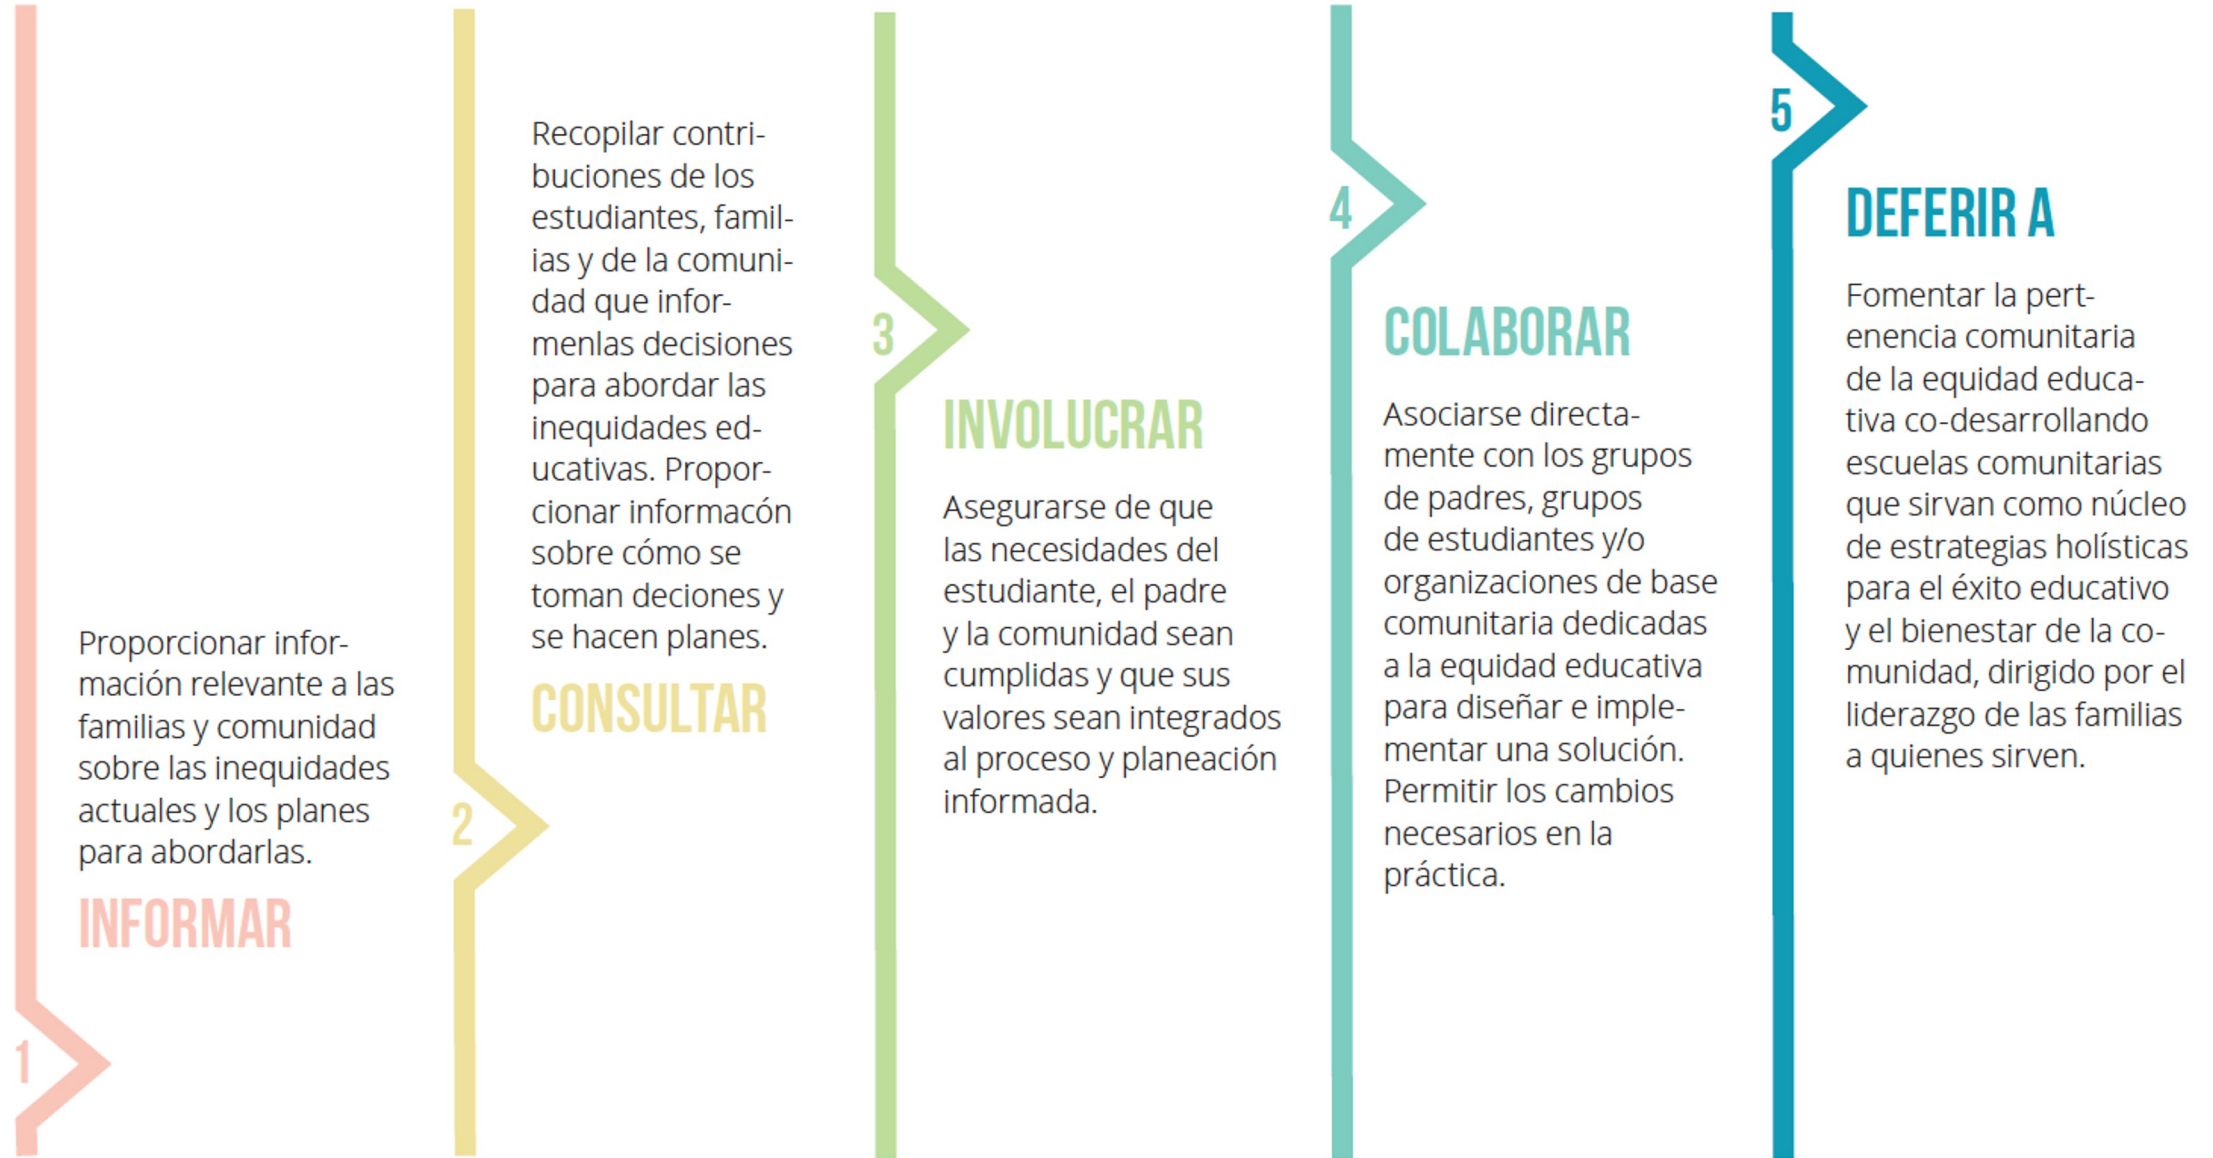 1
Proporcionar infor-
mación relevante a las
familias y comunidad
sobre las inequidades
actuales y los planes
para abordarlas.
INFORMAR
2
Recopilar contri-
buciones de los
estudiantes, famil-
ias y de la comuni-
dad que infor-
menlas decisiones
para abordar las
inequidades ed-
ucativas. Propor-
cionar informacón
sobre cómo se
toman deciones y
se hacen planes.
CONSULTAR
3
INVOLUCRAR
Asegurarse de que
las necesidades del
estudiante, el padre
y la comunidad sean
cumplidas y que sus
valores sean integrados
al proceso y planeación
informada.
4
COLABORAR
Asociarse directa-
mente con los grupos
de padres, grupos
de estudiantes y/o
organizaciones de base
comunitaria dedicadas
a la equidad educativa
para diseñar e imple-
mentar una solución.
Permitir los cambios
necesarios en la
práctica.
5
DEFERIR A
Fomentar la pert-
enencia comunitaria
de la equidad educa-
tiva co-desarrollando
escuelas comunitarias
que sirvan como núcleo
de estrategias holísticas
para el éxito educativo
y el bienestar de la co-
munidad, dirigido por el
liderazgo de las familias
a quienes sirven.